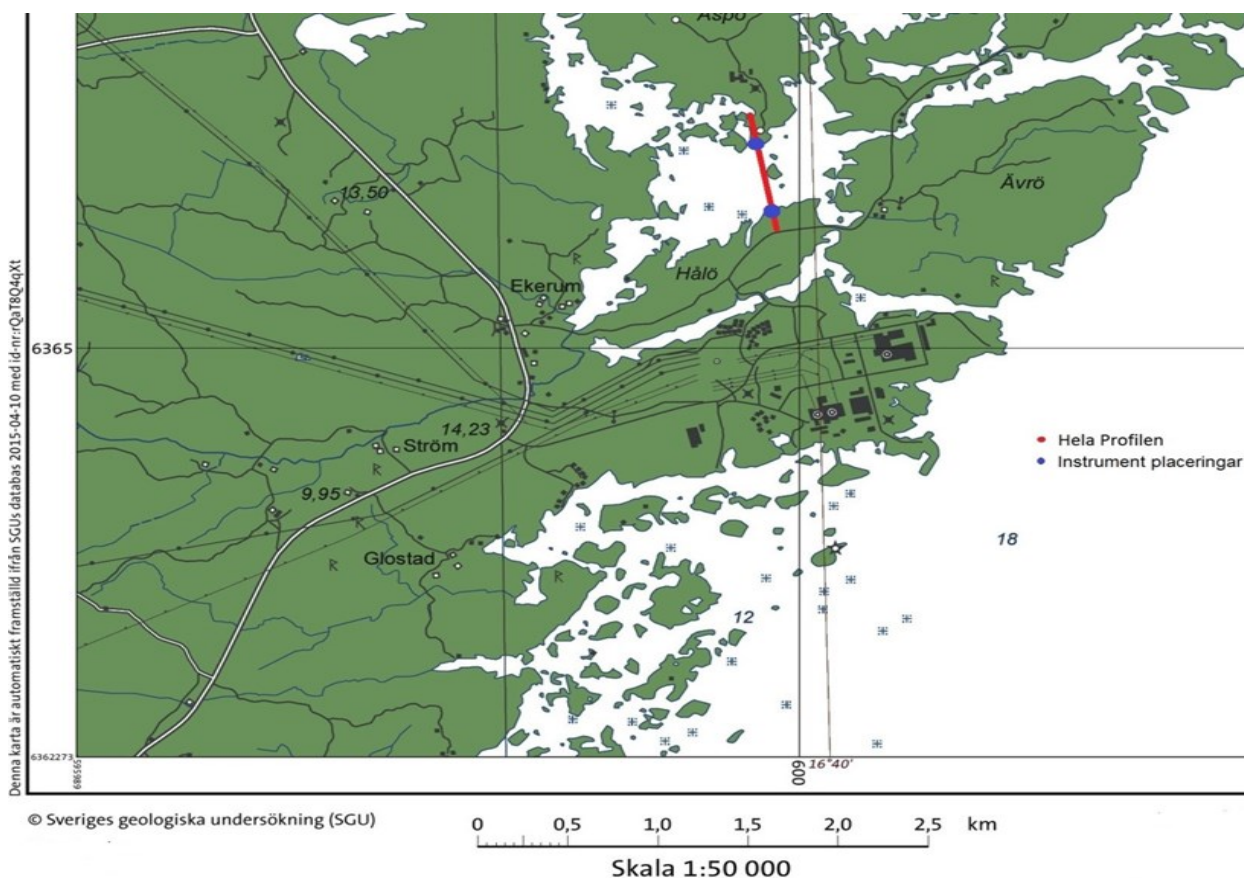 Äspö
Ävrö
13,50
Hålö
Ekerum
6365
14,23
Ström
Hela Profilen
Instrument placeringar
9,95
18
Glostad
12
6362273
686565
600
16°40'
Denna karta är automatiskt framställd ifrån SGUs databas 2015-04-10 med id-nr:rQaT8Q4qXt
© Sveriges geologiska undersökning (SGU)
0 0,5 1,0 1,5 2,0 2,5 km
Skala 1:50 000